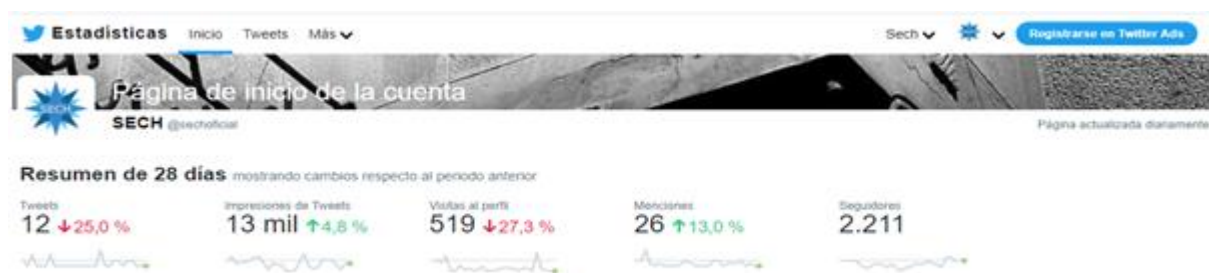 Estadísticas Inicio Tweets Más Sech Registrarse en Twitter Ads
Página de inicio de la cuenta
SECH
SECH @sechoficial
Página actualizada diariamente
Resumen de 28 días mostrando cambios respecto al periodo anterior
Tweets Impresiones de Tweets Visitas al perfil Menciones Seguidores
12 ↓25,0 % 13 mil ↑4,8 % 519 ↓27,3 % 26 ↑13,0 % 2.211